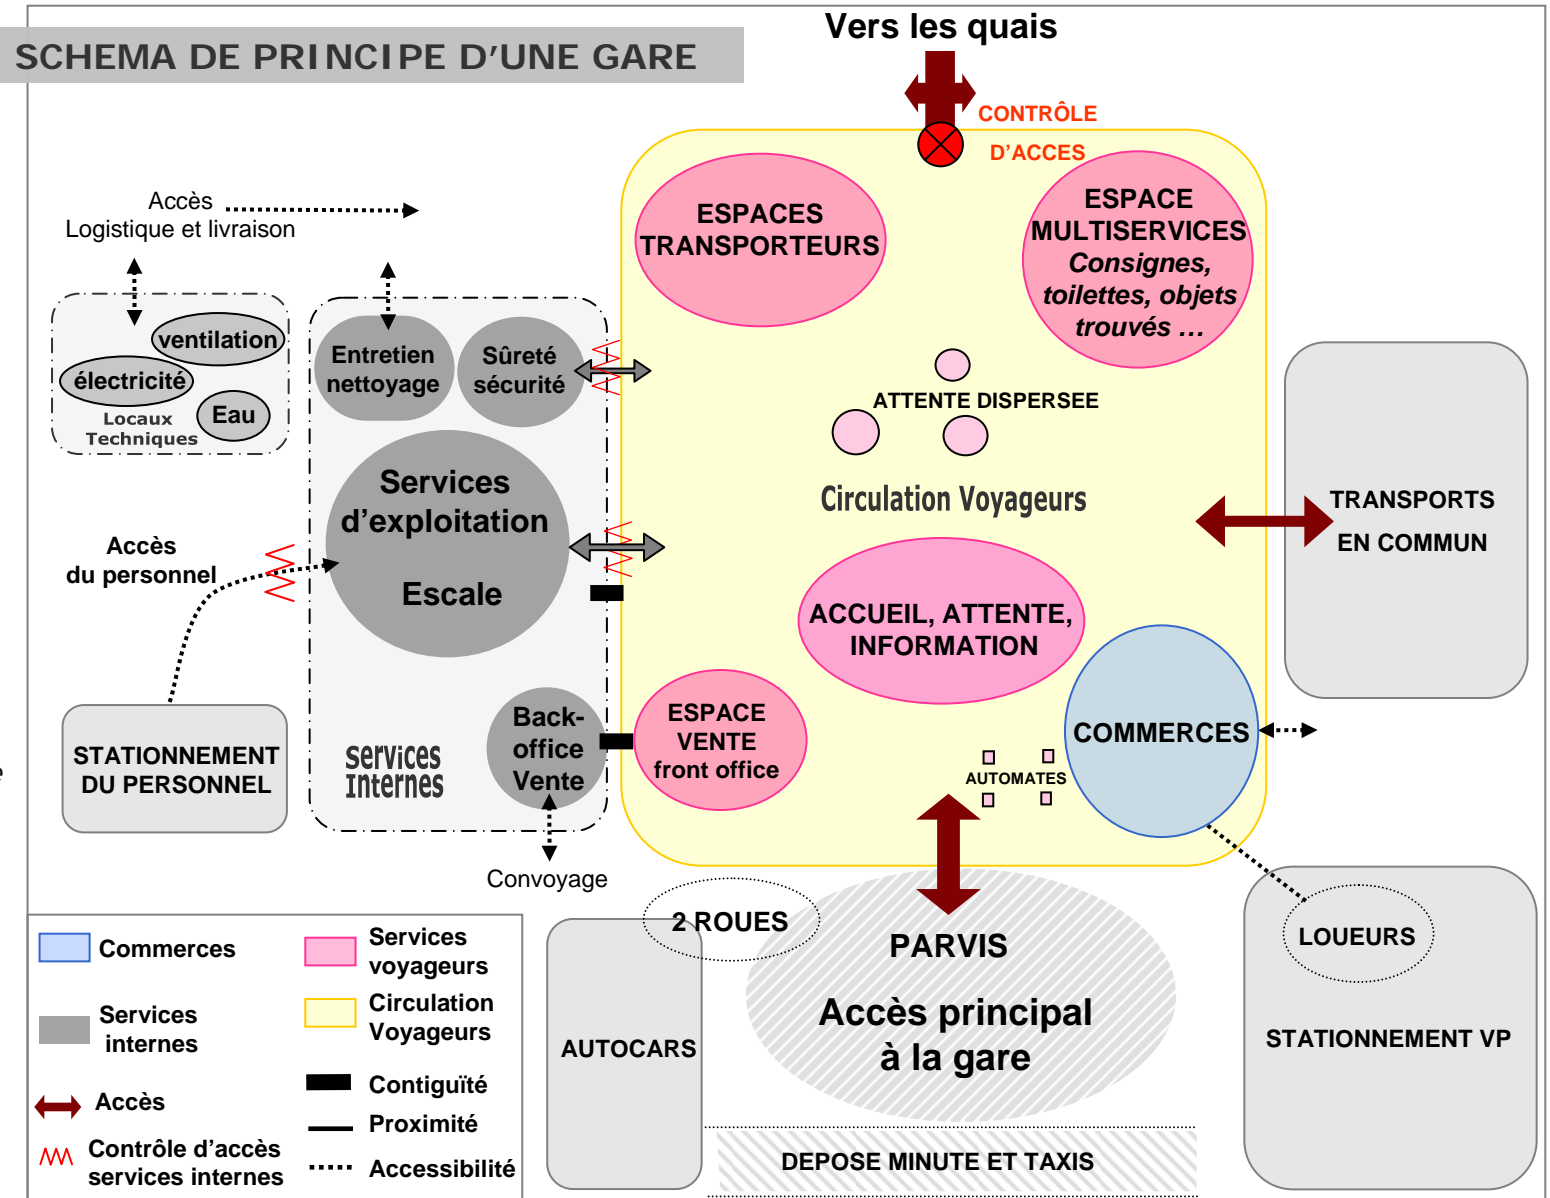 SCHEMA DE PRINCIPE D'UNE GARE
Vers les quais
CONTRÔLE
D'ACCES
Accès
Logistique et livraison
ESPACES
TRANSPORTEURS
ESPACE
MULTISERVICES
Consignes,
toilettes, objets
trouvés …
ventilation
électricité
Eau
Locaux
Techniques
Entretien
nettoyage
Sûreté
sécurité
ATTENTE DISPERSEE
Circulation Voyageurs
Services
d'exploitation
Escale
TRANSPORTS
EN COMMUN
Accès
du personnel
ACCUEIL, ATTENTE,
INFORMATION
STATIONNEMENT
DU PERSONNEL
e
Services
Internes
Back-
office
Vente
ESPACE
VENTE
front office
COMMERCES
AUTOMATES
Convoyage
2 ROUES
PARVIS
Accès principal
à la gare
AUTOCARS
LOUEURS
STATIONNEMENT VP
DEPOSE MINUTE ET TAXIS
Commerces
Services
voyageurs
Services
internes
Circulation
Voyageurs
Accès
Contiguïté
Proximité
Contrôle d'accès
services internes
Accessibilité